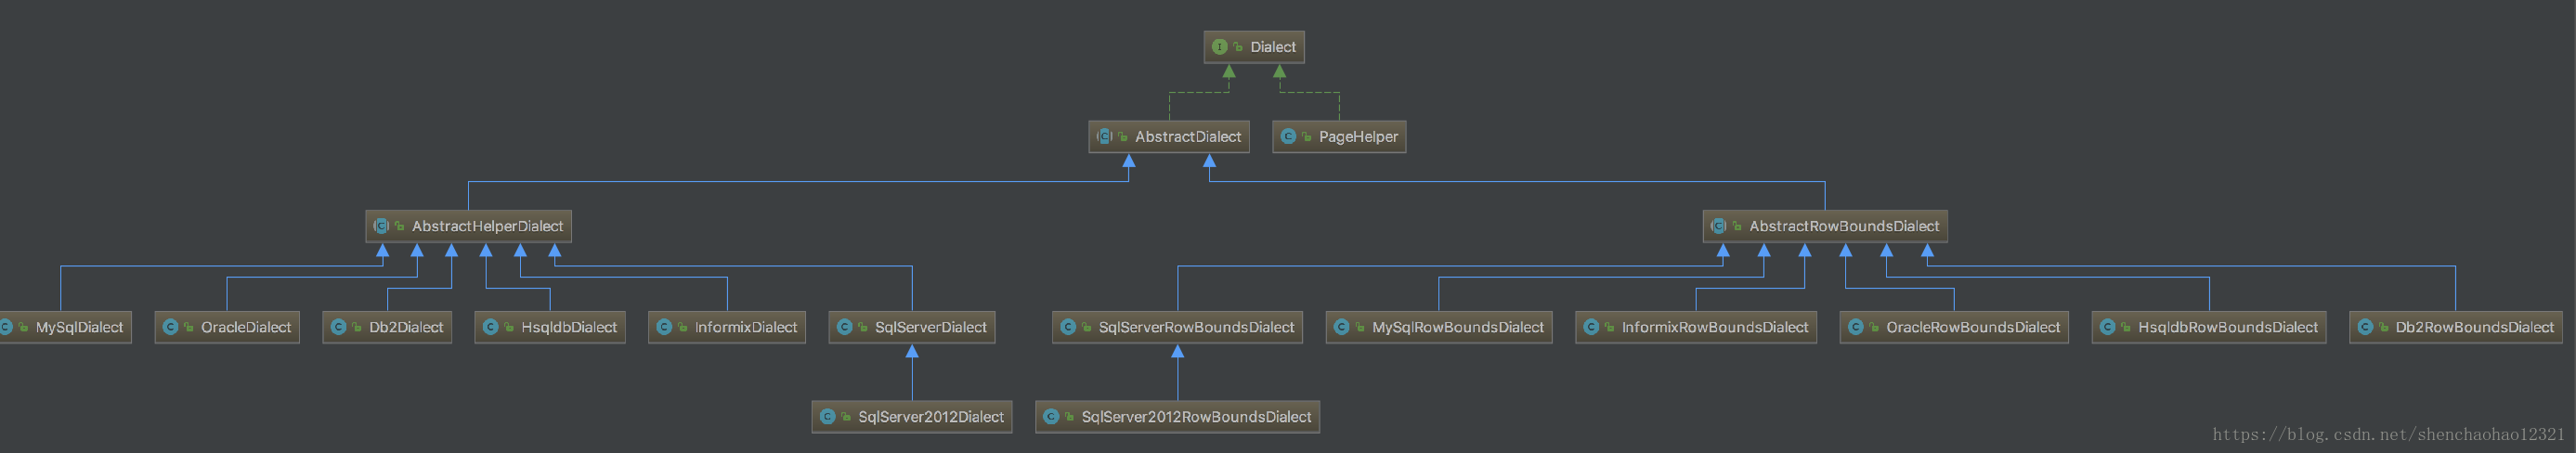 Dialect
AbstractDialect
PageHelper
AbstractHelperDialect
AbstractRowBoundsDialect
MySqlDialect
OracleDialect
Db2Dialect
HsqldbDialect
InformixDialect
SqlServerDialect
SqlServerRowBoundsDialect
MySqlRowBoundsDialect
InformixRowBoundsDialect
OracleRowBoundsDialect
HsqldbRowBoundsDialect
Db2RowBoundsDialect
SqlServer2012Dialect
SqlServer2012RowBoundsDialect
https://blog.csdn.net/shenchaohao12321